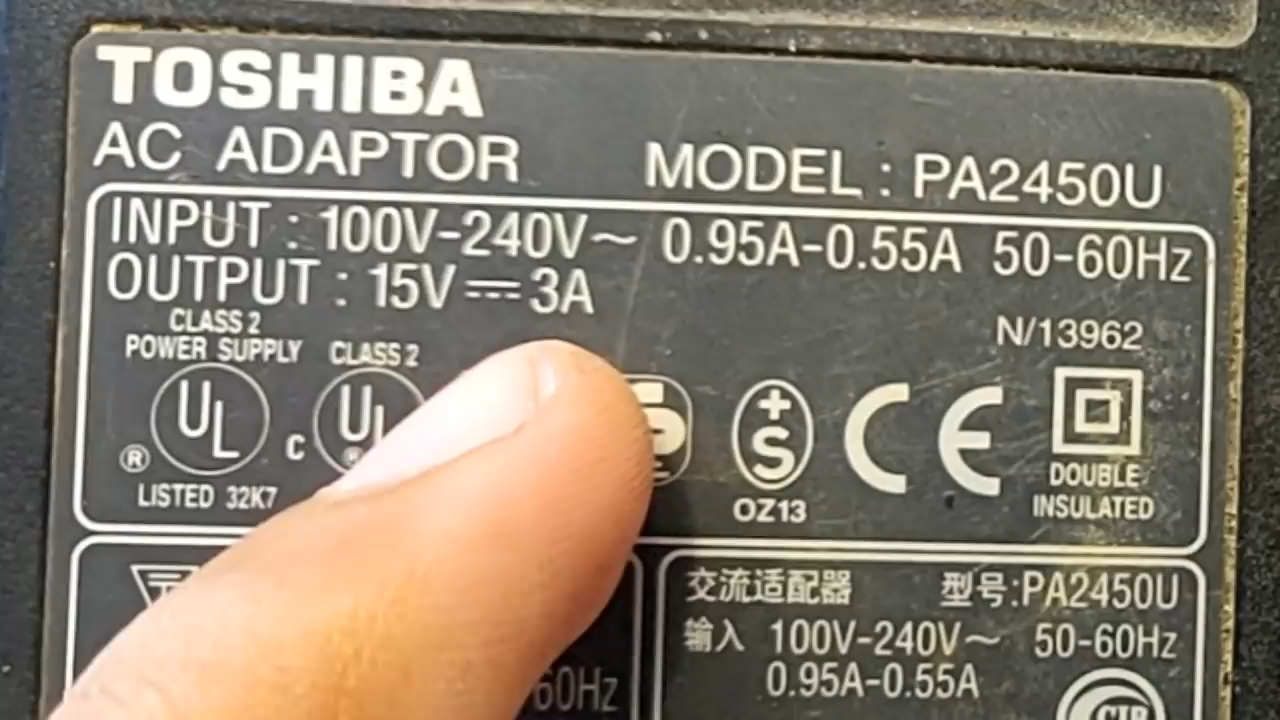 TOSHIBA
AC ADAPTOR MODEL : PA2450U
INPUT : 100V-240V～ 0.95A-0.55A 50-60Hz
OUTPUT : 15V⎓3A
N/13962
CLASS 2
POWER SUPPLY
CLASS 2
UL
®
C
UL
®
LISTED 32K7
S
+
S
OZ13
CE
DOUBLE
INSULATED
60Hz
交流适配器 型号:PA2450U
输入 100V-240V～ 50-60Hz
0.95A-0.55A